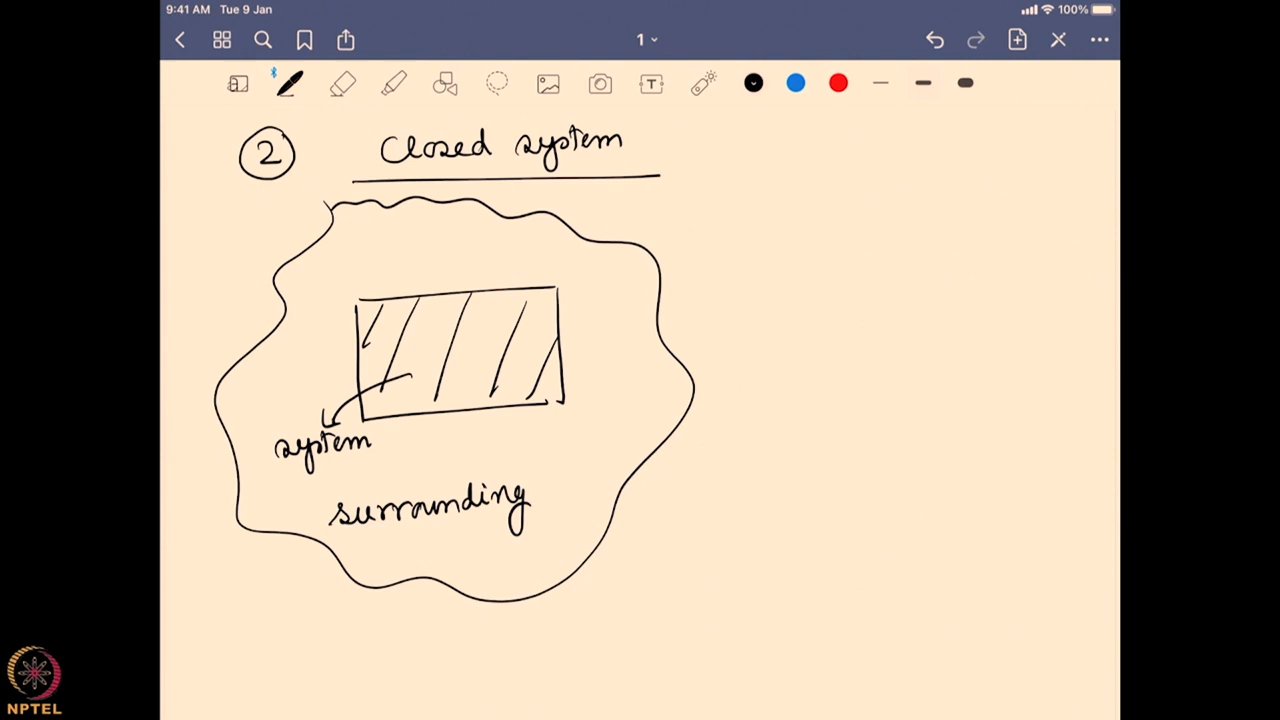 9:41 AM Tue 9 Jan
100%
1
T
2 Closed system
system
surrounding
NPTEL